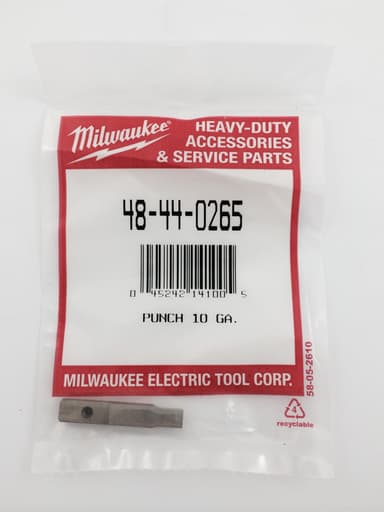 Milwaukee
HEAVY-DUTY
ACCESSORIES
& SERVICE PARTS
48-44-0265
0 45242 14100 5
PUNCH 10 GA.
MILWAUKEE ELECTRIC TOOL CORP.
58-05-2610
4
recyclable